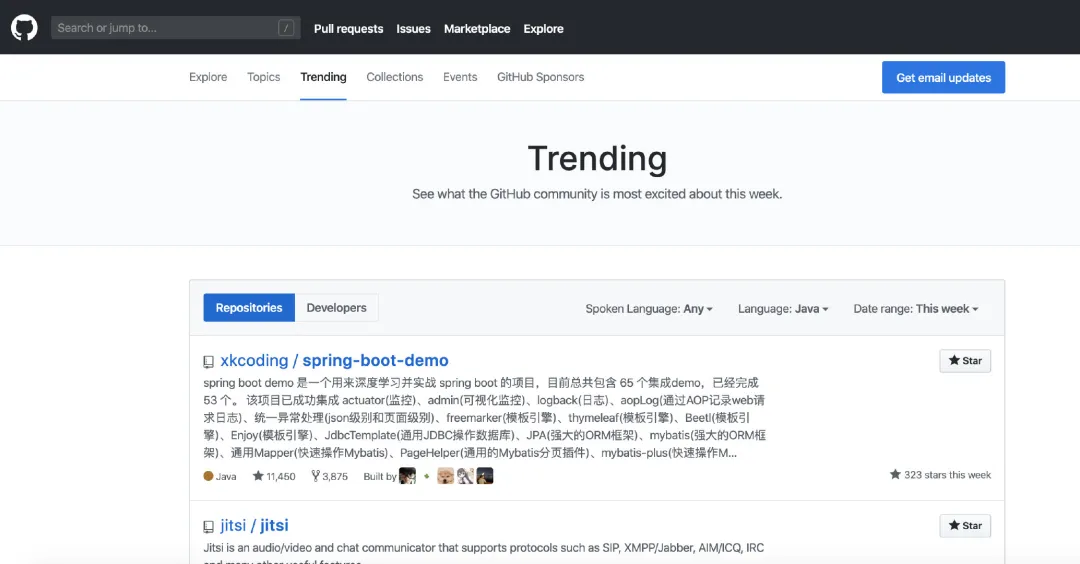 Search or jump to... / Pull requests Issues Marketplace Explore
Explore Topics Trending Collections Events GitHub Sponsors Get email updates
Trending
See what the GitHub community is most excited about this week.
Repositories Developers Spoken Language: Any Language: Java Date range: This week
xkcoding / spring-boot-demo Star
spring boot demo 是一个用来深度学习并实战 spring boot 的项目，目前总共包含 65 个集成demo，已经完成
53 个。 该项目已成功集成 actuator(监控)、admin(可视化监控)、logback(日志)、aopLog(通过AOP记录web请
求日志)、统一异常处理(json级别和页面级别)、freemarker(模板引擎)、thymeleaf(模板引擎)、Beetl(模板引
擎)、Enjoy(模板引擎)、JdbcTemplate(通用JDBC操作数据库)、JPA(强大的ORM框架)、mybatis(强大的ORM框
架)、通用Mapper(快速操作Mybatis)、PageHelper(通用的Mybatis分页插件)、mybatis-plus(快速操作M...
Java 11,450 3,875 Built by 323 stars this week
jitsi / jitsi Star
Jitsi is an audio/video and chat communicator that supports protocols such as SIP, XMPP/Jabber, AIM/ICQ, IRC
and many other useful features.